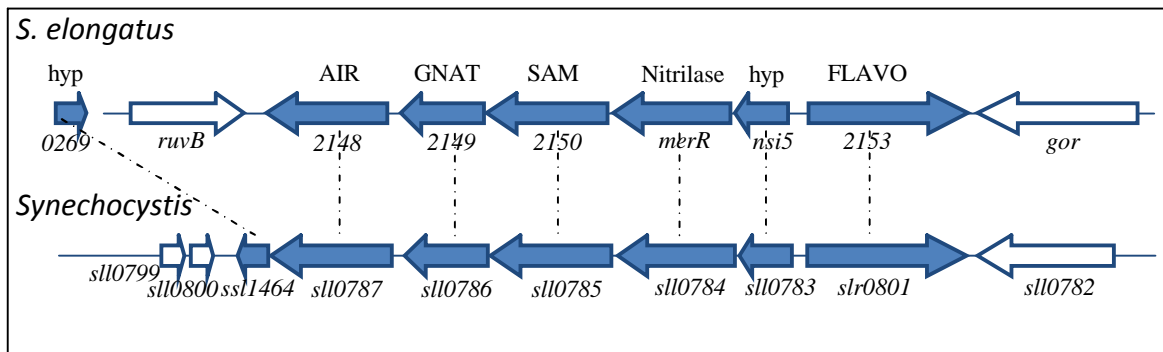 S. elongatus
hyp AIR GNAT SAM Nitrilase hyp FLAVO
0269 ruvB 2148 2149 2150 merR nsi5 2153 gor
Synechocystis
sll0799 sll0800 ssl1464 sll0787 sll0786 sll0785 sll0784 sll0783 slr0801 sll0782